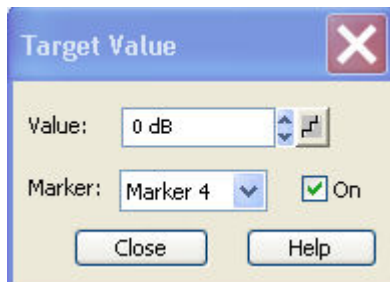 Target Value
Value: 0 dB
Marker: Marker 4 On
Close Help